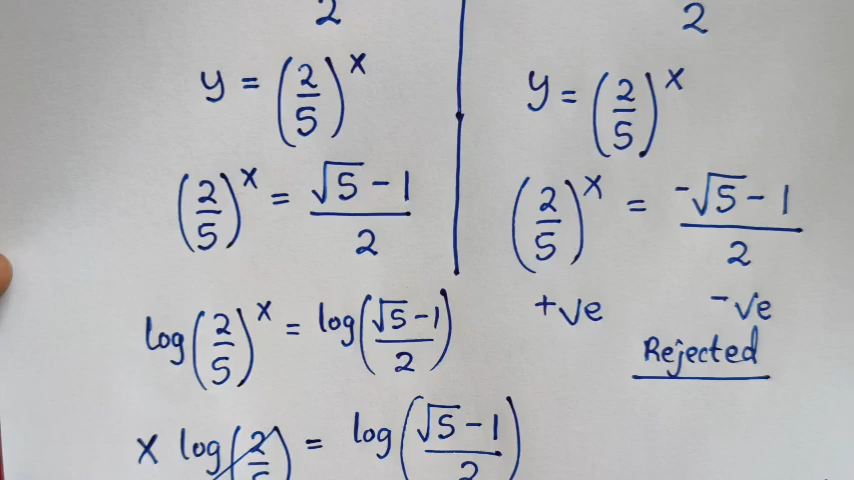 2
y = (2/5)^x
(2/5)^x = (√5 - 1)/2
log(2/5)^x = log((√5 - 1)/2)
x log(2/5) = log((√5 - 1)/2)
2
y = (2/5)^x
(2/5)^x = (-√5 - 1)/2
+ve -ve
Rejected